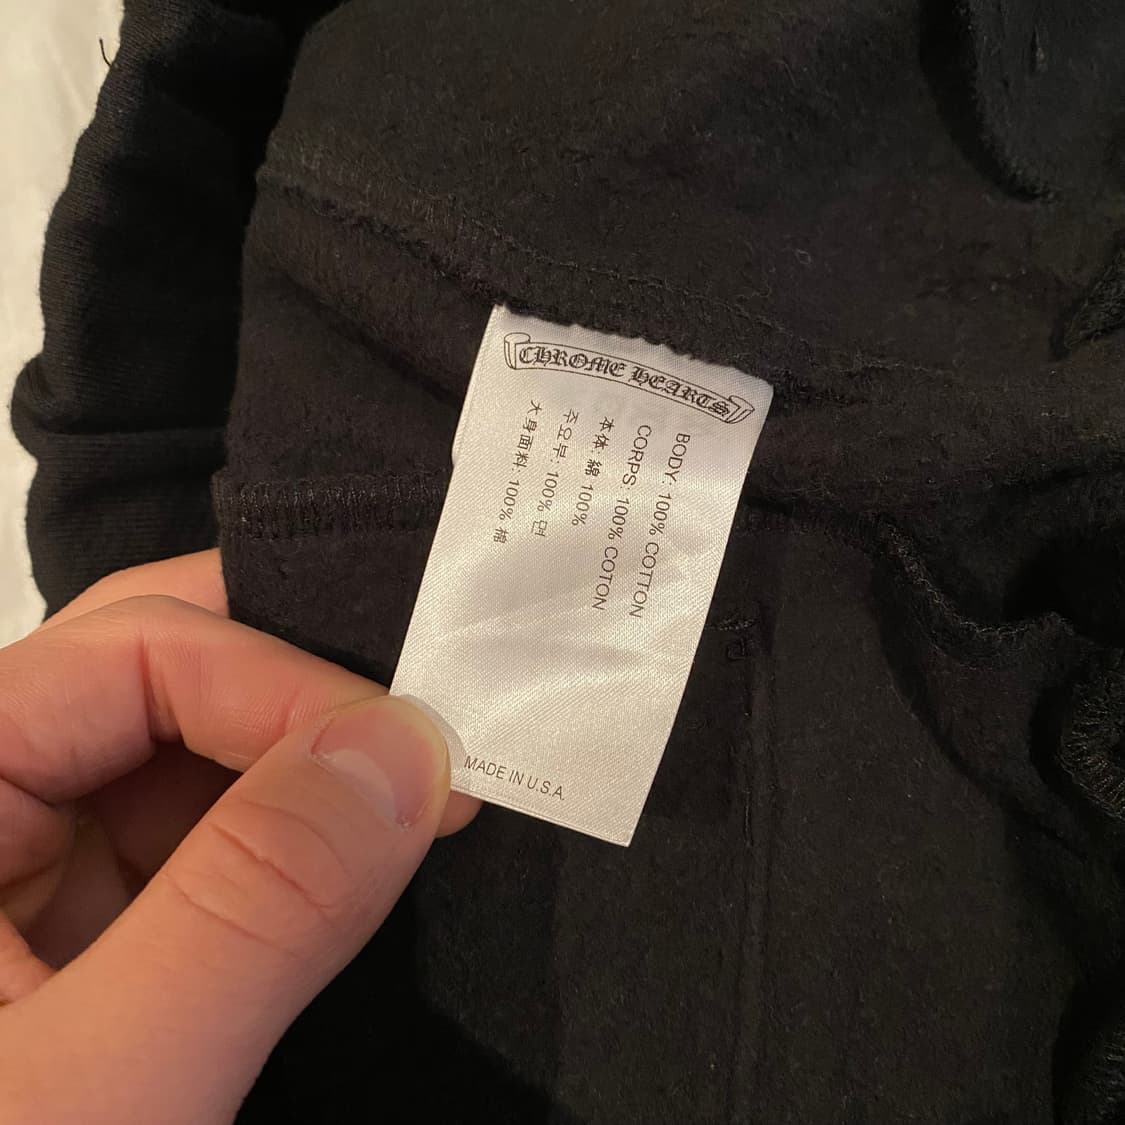 CHROME HEARTS
BODY: 100% COTTON
CORPS: 100% COTON
本体: 綿 100%
주요부: 100% 면
大身面料: 100% 棉
MADE IN U.S.A.